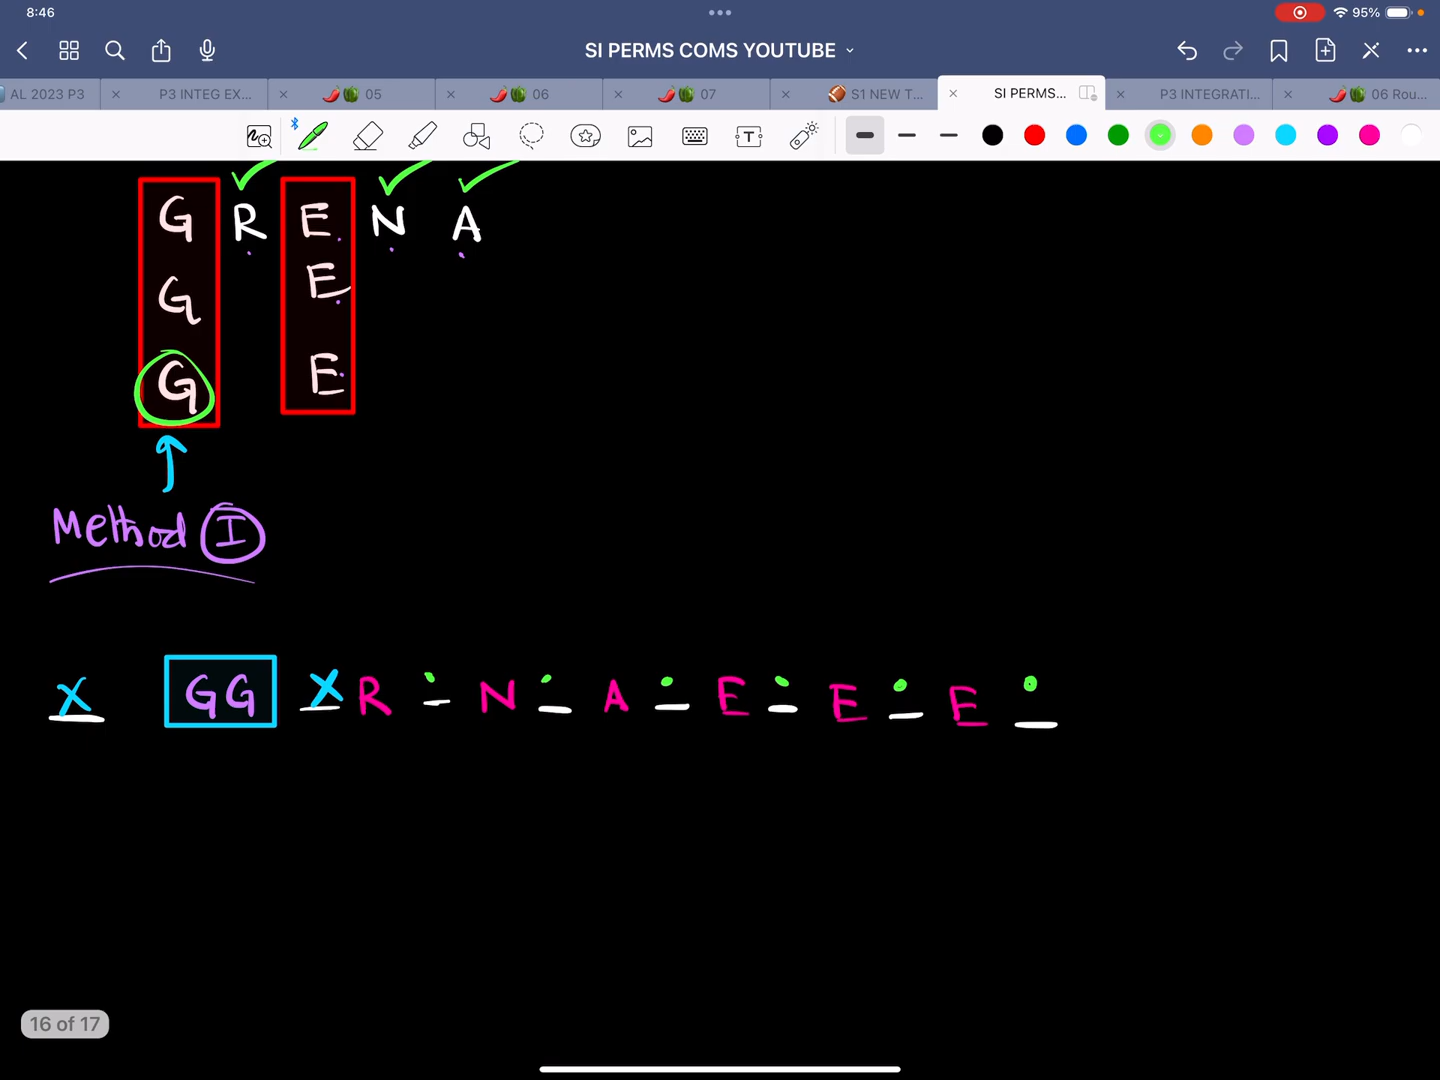 8:46
95%
SI PERMS COMS YOUTUBE
AL 2023 P3
P3 INTEG EX...
05
06
07
S1 NEW T...
SI PERMS...
P3 INTEGRATI...
06 Rou...
T
G R E N A
G E
G E
Method I
X GG X R N A E E E
16 of 17